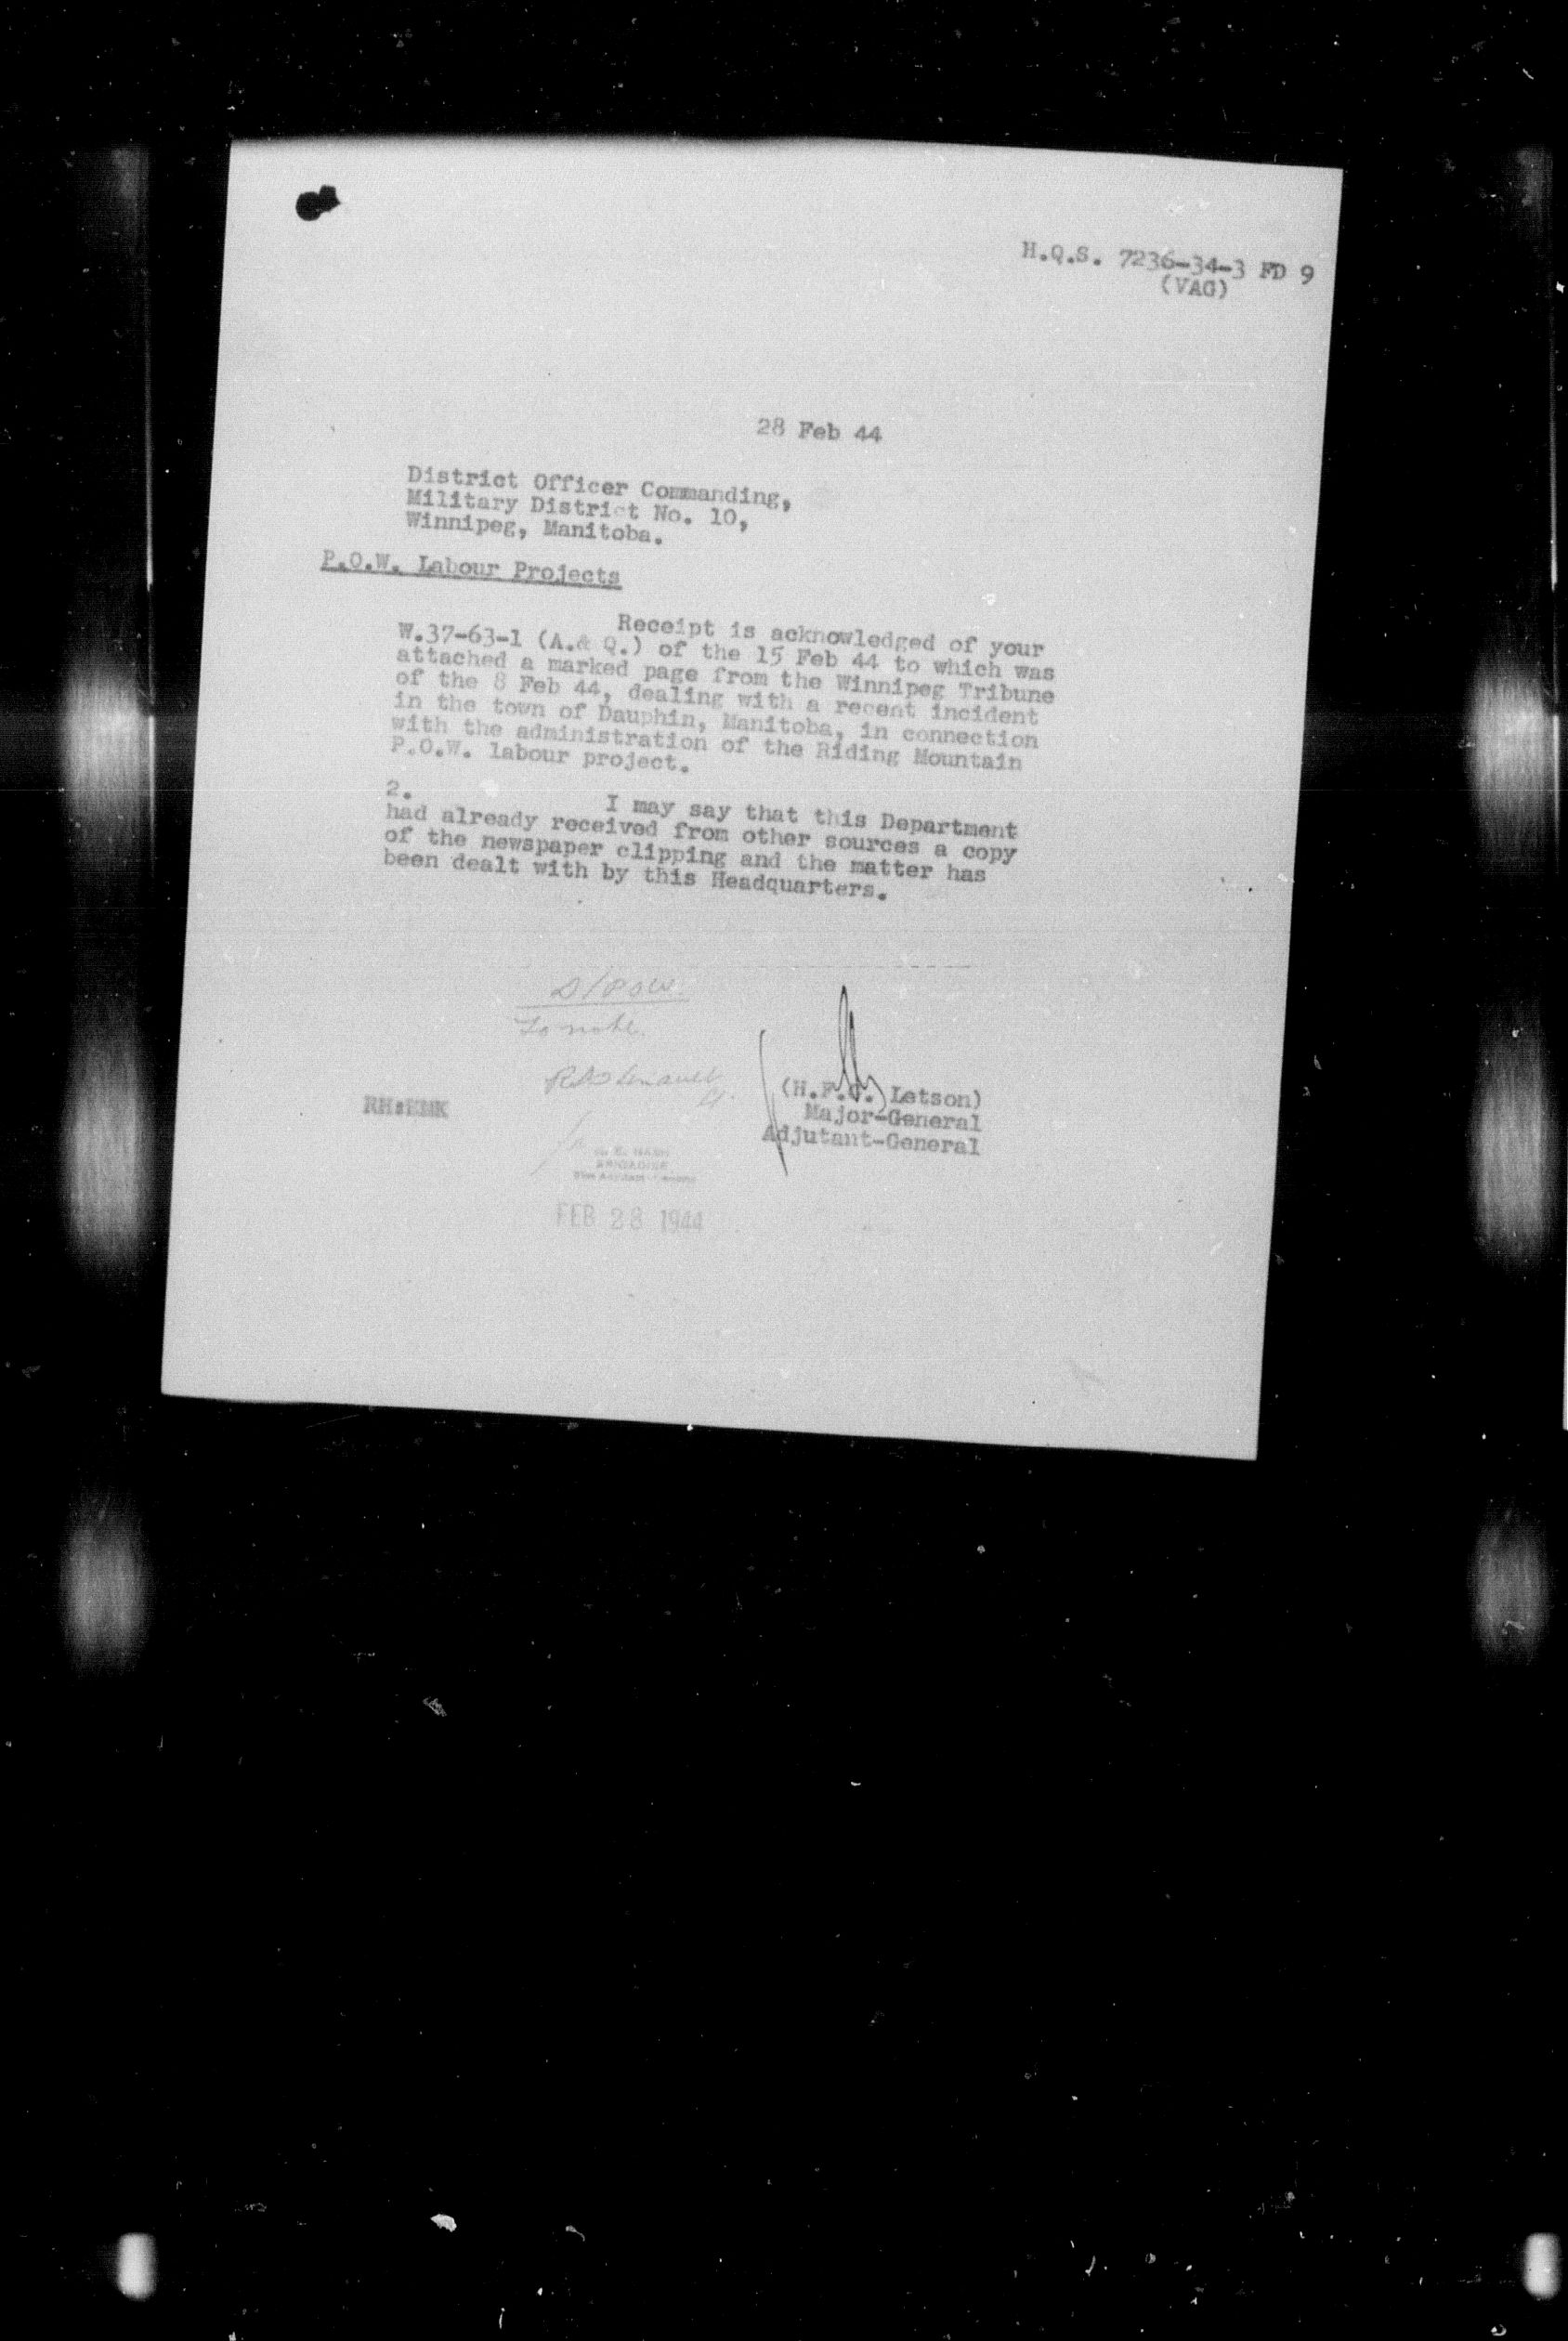 H.Q.S. 7236-34-3 FD 9
(VAG)
28 Feb 44
District Officer Commanding,
Military District No. 10,
Winnipeg, Manitoba.
P.O.W. Labour Projects
Receipt is acknowledged of your
W.37-63-1 (A.& Q.) of the 15 Feb 44 to which was
attached a marked page from the Winnipeg Tribune
of the 8 Feb 44, dealing with a recent incident
in the town of Dauphin, Manitoba, in connection
with the administration of the Riding Mountain
P.O.W. labour project.
2. I may say that this Department
had already received from other sources a copy
of the newspaper clipping and the matter has
been dealt with by this Headquarters.
D/POW.
To note.
(H.F.G. Letson)
Major-General
Adjutant-General
RH:EMK
BRIGADIER
FEB 28 1944